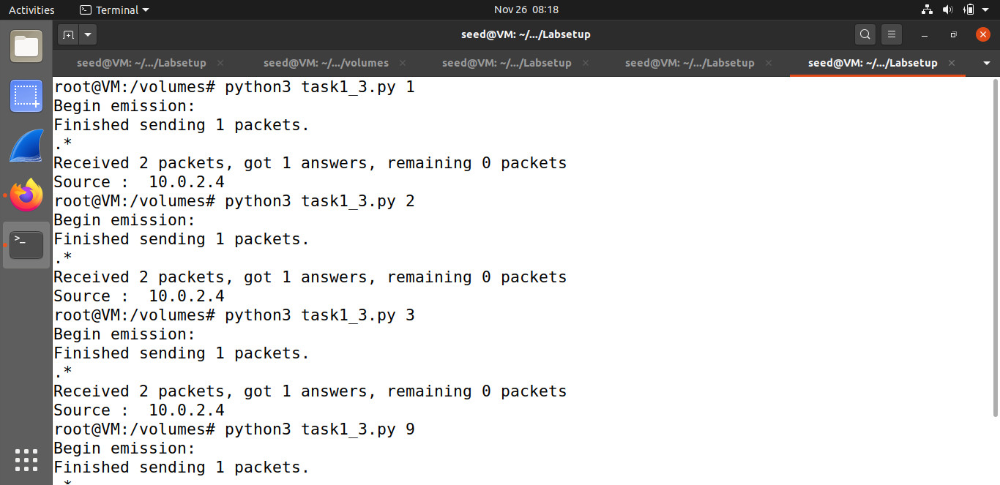 Activities Terminal Nov 26 08:18
seed@VM: ~/.../Labsetup
seed@VM: ~/.../Labsetup seed@VM: ~/.../volumes seed@VM: ~/.../Labsetup seed@VM: ~/.../Labsetup seed@VM: ~/.../Labsetup
root@VM:/volumes# python3 task1_3.py 1
Begin emission:
Finished sending 1 packets.
.*
Received 2 packets, got 1 answers, remaining 0 packets
Source :  10.0.2.4
root@VM:/volumes# python3 task1_3.py 2
Begin emission:
Finished sending 1 packets.
.*
Received 2 packets, got 1 answers, remaining 0 packets
Source :  10.0.2.4
root@VM:/volumes# python3 task1_3.py 3
Begin emission:
Finished sending 1 packets.
.*
Received 2 packets, got 1 answers, remaining 0 packets
Source :  10.0.2.4
root@VM:/volumes# python3 task1_3.py 9
Begin emission:
Finished sending 1 packets.
.*